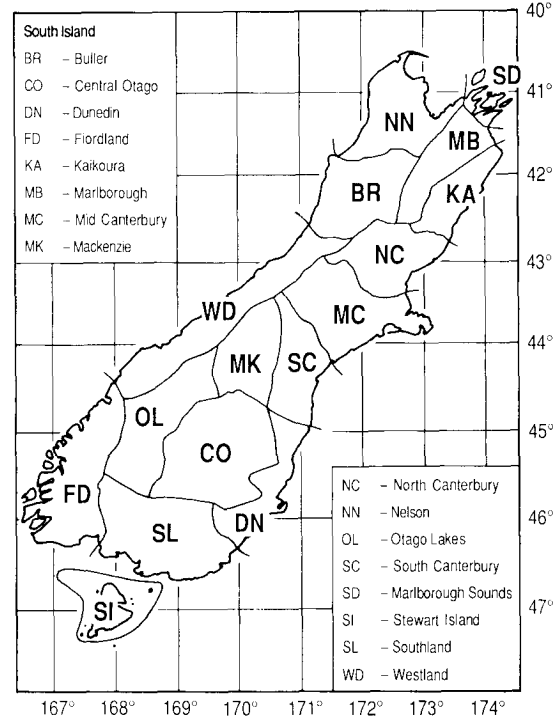 South Island
BR – Buller
CO – Central Otago
DN – Dunedin
FD – Fiordland
KA – Kaikoura
MB – Marlborough
MC – Mid Canterbury
MK – Mackenzie
40°
SD
41°
NN
MB
BR
KA
42°
NC
43°
WD
MC
MK
SC
44°
OL
CO
45°
FD
SL
DN
46°
SI
47°
NC – North Canterbury
NN – Nelson
OL – Otago Lakes
SC – South Canterbury
SD – Marlborough Sounds
SI – Stewart Island
SL – Southland
WD – Westland
167° 168° 169° 170° 171° 172° 173° 174°